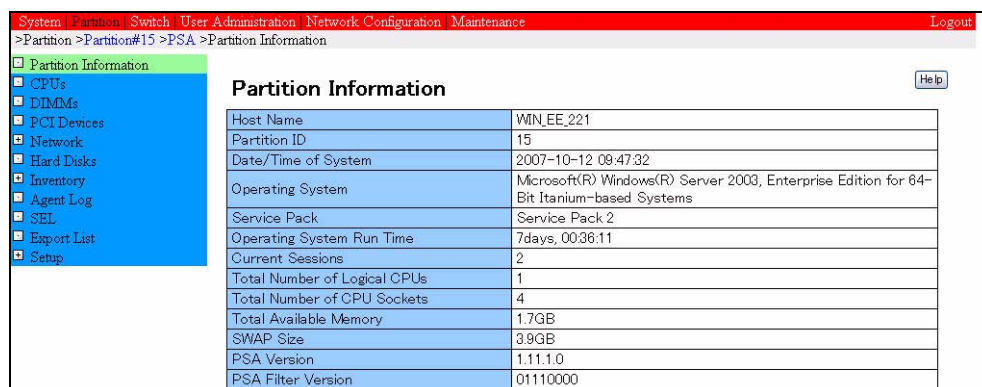 System | Partition | Switch | User Administration | Network Configuration | Maintenance Logout
>Partition >Partition#15 >PSA >Partition Information
Partition Information
CPUs
DIMMs
PCI Devices
Network
Hard Disks
Inventory
Agent Log
SEL
Export List
Setup
Partition Information
Help
Host Name WIN_EE_221
Partition ID 15
Date/Time of System 2007-10-12 09:47:32
Operating System Microsoft(R) Windows(R) Server 2003, Enterprise Edition for 64-
Bit Itanium-based Systems
Service Pack Service Pack 2
Operating System Run Time 7days, 00:36:11
Current Sessions 2
Total Number of Logical CPUs 1
Total Number of CPU Sockets 4
Total Available Memory 1.7GB
SWAP Size 3.9GB
PSA Version 1.11.1.0
PSA Filter Version 01110000